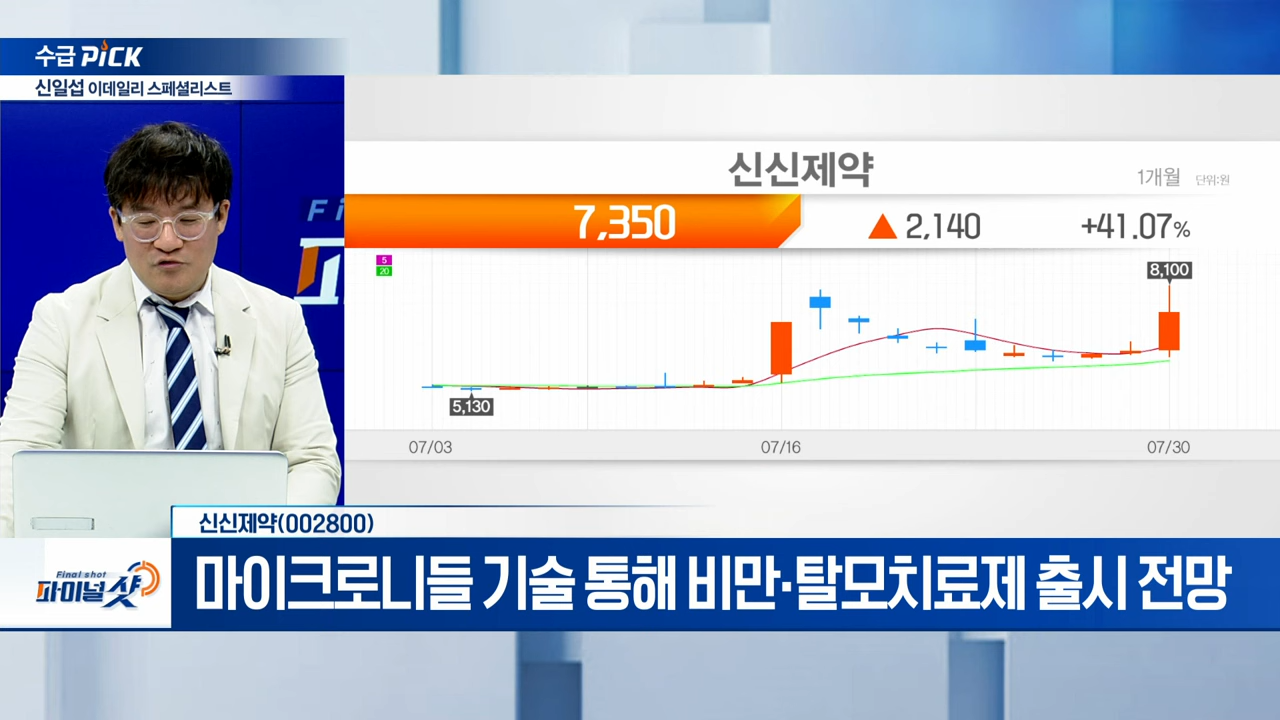 수급 PiCK
신일섭 이데일리 스페셜리스트
Fi
신신제약
1개월 단위:원
7,350 ▲ 2,140 +41.07%
5
20
8,100
5,130
07/03 07/16 07/30
신신제약(002800)
Final shot
파이널샷
마이크로니들 기술 통해 비만·탈모치료제 출시 전망